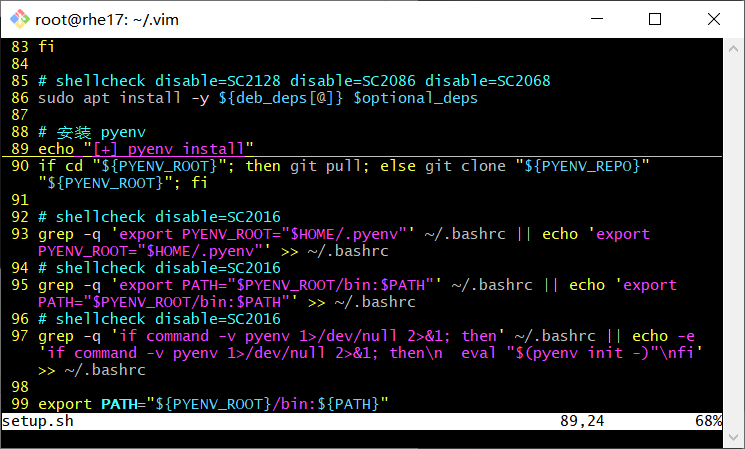 root@rhe17: ~/.vim
83 fi
84
85 # shellcheck disable=SC2128 disable=SC2086 disable=SC2068
86 sudo apt install -y ${deb_deps[@]} $optional_deps
87
88 # 安装 pyenv
89 echo "[+] pyenv install"
90 if cd "${PYENV_ROOT}"; then git pull; else git clone "${PYENV_REPO}"
"${PYENV_ROOT}"; fi
91
92 # shellcheck disable=SC2016
93 grep -q 'export PYENV_ROOT="$HOME/.pyenv"' ~/.bashrc || echo 'export
PYENV_ROOT="$HOME/.pyenv"' >> ~/.bashrc
94 # shellcheck disable=SC2016
95 grep -q 'export PATH="$PYENV_ROOT/bin:$PATH"' ~/.bashrc || echo 'export
PATH="$PYENV_ROOT/bin:$PATH"' >> ~/.bashrc
96 # shellcheck disable=SC2016
97 grep -q 'if command -v pyenv 1>/dev/null 2>&1; then' ~/.bashrc || echo -e
'if command -v pyenv 1>/dev/null 2>&1; then\n  eval "$(pyenv init -)"\nfi'
>> ~/.bashrc
98
99 export PATH="${PYENV_ROOT}/bin:${PATH}"
setup.sh 89,24 68%